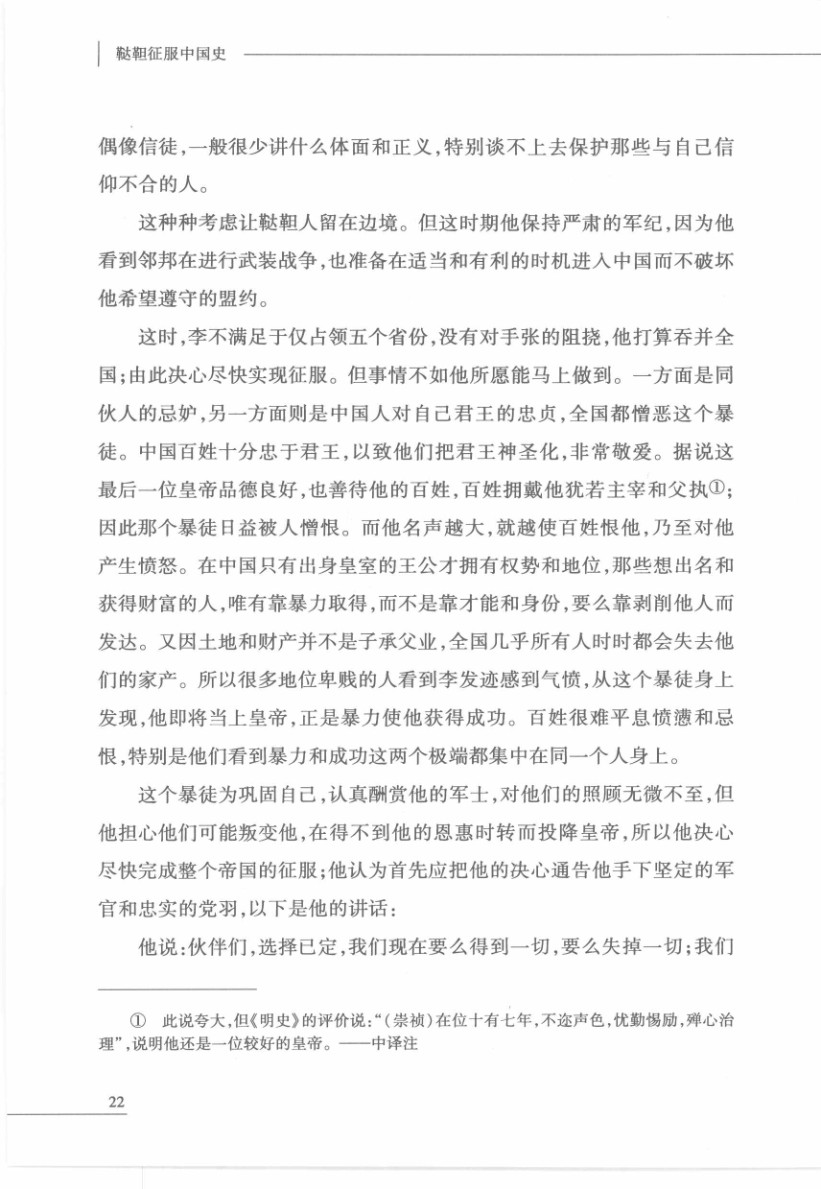 鞑靼征服中国史
偶像信徒,一般很少讲什么体面和正义,特别谈不上去保护那些与自己信
仰不合的人。
这种种考虑让鞑靼人留在边境。但这时期他保持严肃的军纪,因为他
看到邻邦在进行武装战争,也准备在适当和有利的时机进入中国而不破坏
他希望遵守的盟约。
这时,李不满足于仅占领五个省份,没有对手张的阻挠,他打算吞并全
国;由此决心尽快实现征服。但事情不如他所愿能马上做到。一方面是同
伙人的忌妒,另一方面则是中国人对自己君王的忠贞,全国都憎恶这个暴
徒。中国百姓十分忠于君王,以致他们把君王神圣化,非常敬爱。据说这
最后一位皇帝品德良好,也善待他的百姓,百姓拥戴他犹若主宰和父执①;
因此那个暴徒日益被人憎恨。而他名声越大,就越使百姓恨他,乃至对他
产生愤怒。在中国只有出身皇室的王公才拥有权势和地位,那些想出名和
获得财富的人,唯有靠暴力取得,而不是靠才能和身份,要么靠剥削他人而
发达。又因土地和财产并不是子承父业,全国几乎所有人时时都会失去他
们的家产。所以很多地位卑贱的人看到李发迹感到气愤,从这个暴徒身上
发现,他即将当上皇帝,正是暴力使他获得成功。百姓很难平息愤懑和忌
恨,特别是他们看到暴力和成功这两个极端都集中在同一个人身上。
这个暴徒为巩固自己,认真酬赏他的军士,对他们的照顾无微不至,但
他担心他们可能叛变他,在得不到他的恩惠时转而投降皇帝,所以他决心
尽快完成整个帝国的征服;他认为首先应把他的决心通告他手下坚定的军
官和忠实的党羽,以下是他的讲话:
他说:伙伴们,选择已定,我们现在要么得到一切,要么失掉一切;我们
① 此说夸大,但《明史》的评价说:“(崇祯)在位十有七年,不迩声色,忧勤惕励,殚心治
理”,说明他还是一位较好的皇帝。——中译注
22